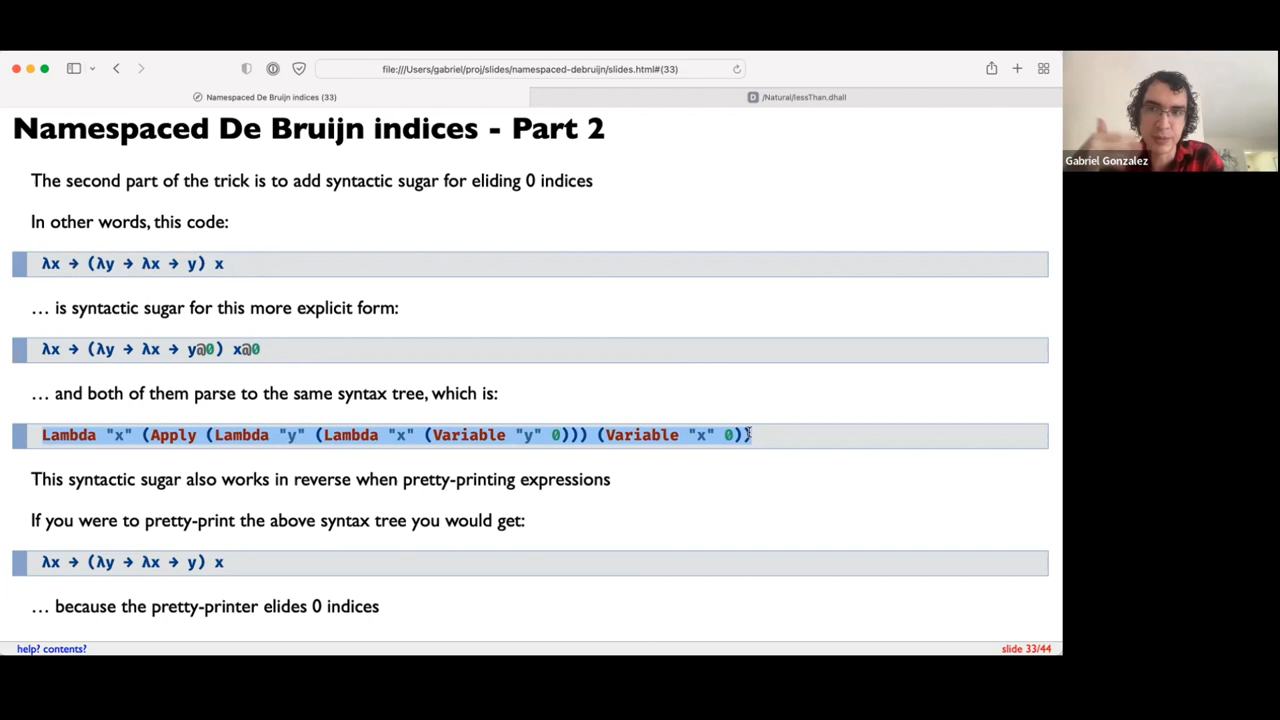 file:///Users/gabriel/proj/slides/namespaced-debruijn/slides.html#(33)
Namespaced De Bruijn indices (33)
/Natural/lessThan.dhall
Namespaced De Bruijn indices - Part 2
The second part of the trick is to add syntactic sugar for eliding 0 indices
In other words, this code:
λx → (λy → λx → y) x
… is syntactic sugar for this more explicit form:
λx → (λy → λx → y@0) x@0
… and both of them parse to the same syntax tree, which is:
Lambda "x" (Apply (Lambda "y" (Lambda "x" (Variable "y" 0))) (Variable "x" 0))
This syntactic sugar also works in reverse when pretty-printing expressions
If you were to pretty-print the above syntax tree you would get:
λx → (λy → λx → y) x
… because the pretty-printer elides 0 indices
help? contents?
slide 33/44
Gabriel Gonzalez